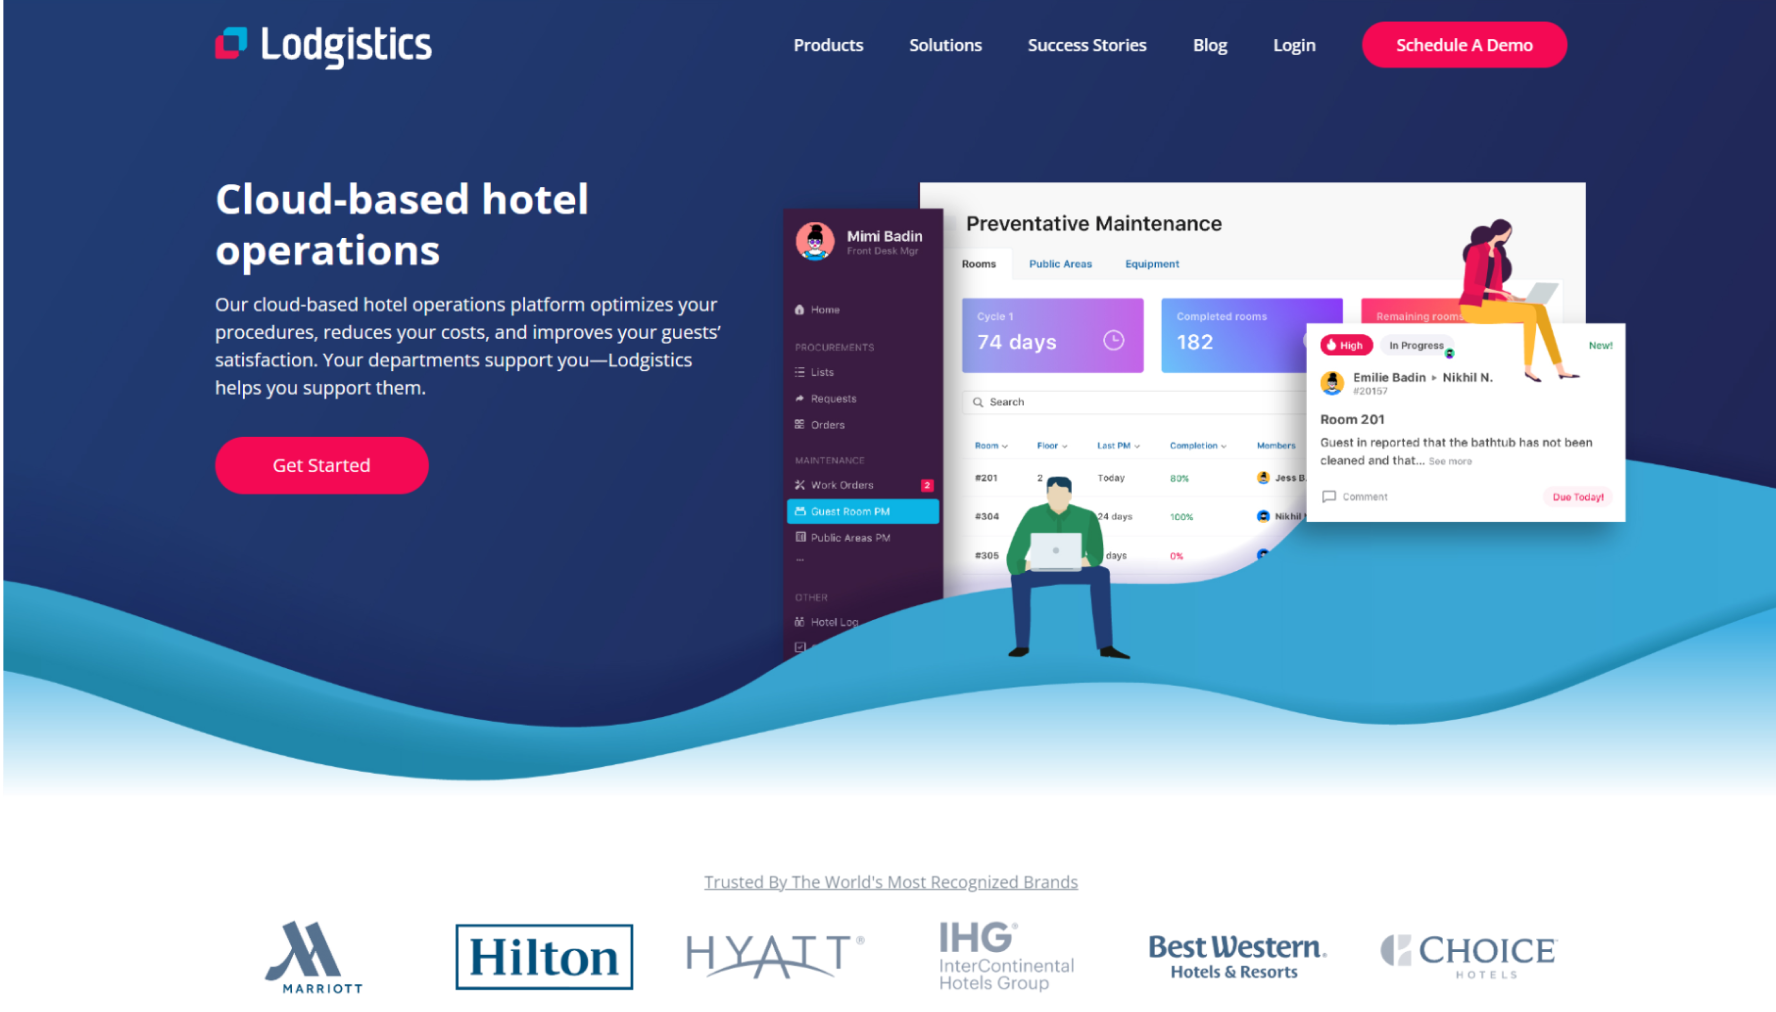 Lodgistics
Products
Solutions
Success Stories
Blog
Login
Schedule A Demo
Cloud-based hotel
operations
Our cloud-based hotel operations platform optimizes your
procedures, reduces your costs, and improves your guests’
satisfaction. Your departments support you—Lodgistics
helps you support them.
Get Started
Mimi Badin
Front Desk Mgr
Home
PROCUREMENTS
Lists
Requests
Orders
MAINTENANCE
Work Orders 2
Guest Room PM
Public Areas PM
OTHER
Hotel Log
Preventative Maintenance
Rooms Public Areas Equipment
Cycle 1
74 days
Completed rooms
182
Remaining rooms
Search
Room Floor Last PM Completion Members
#201 2 Today 80% Jess B.
#304 24 days 100% Nikhil
#305 days 0%
High In Progress New!
Emilie Badin ▸ Nikhil N.
#20157
Room 201
Guest in reported that the bathtub has not been
cleaned and that... See more
Comment Due Today!
Trusted By The World's Most Recognized Brands
MARRIOTT
Hilton
HYATT®
IHG®
InterContinental
Hotels Group
Best Western.
Hotels & Resorts
CHOICE
HOTELS